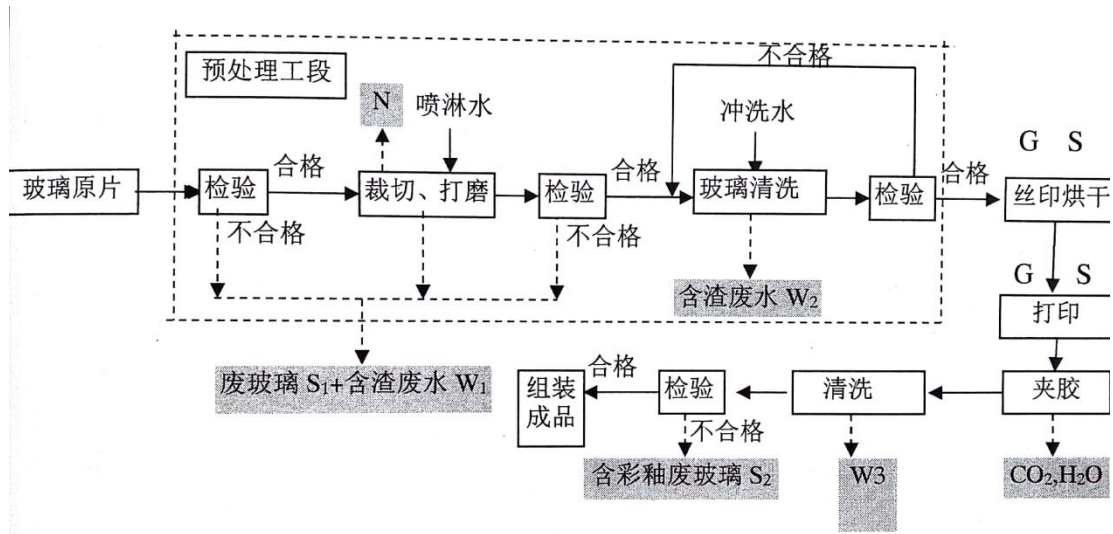 不合格
预处理工段
N
喷淋水
冲洗水
G S
合格
合格
合格
玻璃原片
检验
裁切、打磨
检验
玻璃清洗
检验
丝印烘干
不合格
不合格
G S
含渣废水 W₂
打印
废玻璃 S₁+含渣废水 W₁
合格
组装
成品
检验
清洗
夹胶
不合格
含彩釉废玻璃 S₂
W3
CO₂,H₂O